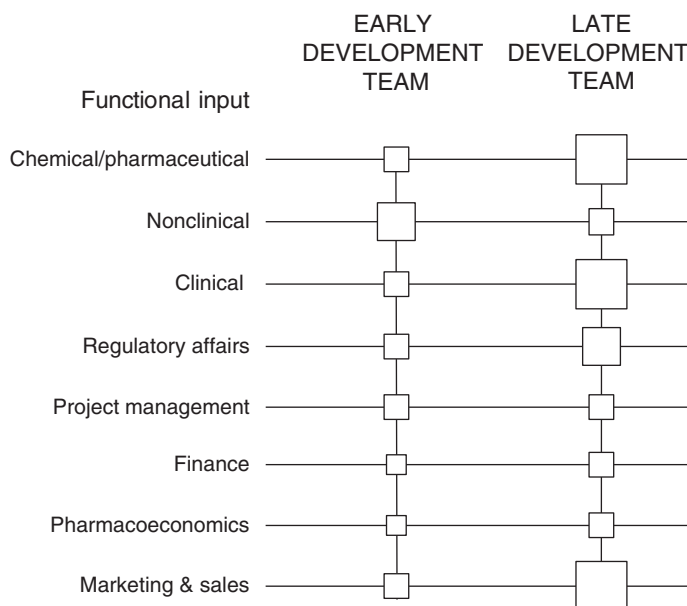 EARLY
DEVELOPMENT
TEAM
LATE
DEVELOPMENT
TEAM
Functional input
Chemical/pharmaceutical
Nonclinical
Clinical
Regulatory affairs
Project management
Finance
Pharmacoeconomics
Marketing & sales